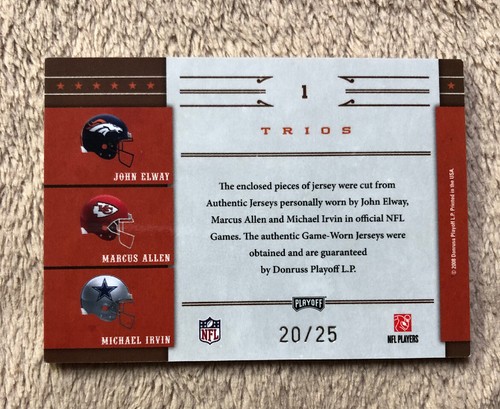 1
TRIOS
JOHN ELWAY
MARCUS ALLEN
MICHAEL IRVIN
The enclosed pieces of jersey were cut from
Authentic Jerseys personally worn by John Elway,
Marcus Allen and Michael Irvin in official NFL
Games. The authentic Game-Worn Jerseys were
obtained and are guaranteed
by Donruss Playoff L.P.
PLAYOFF
NFL
20/25
NFL PLAYERS
© 2008 Donruss Playoff L.P. Printed in the USA
KC